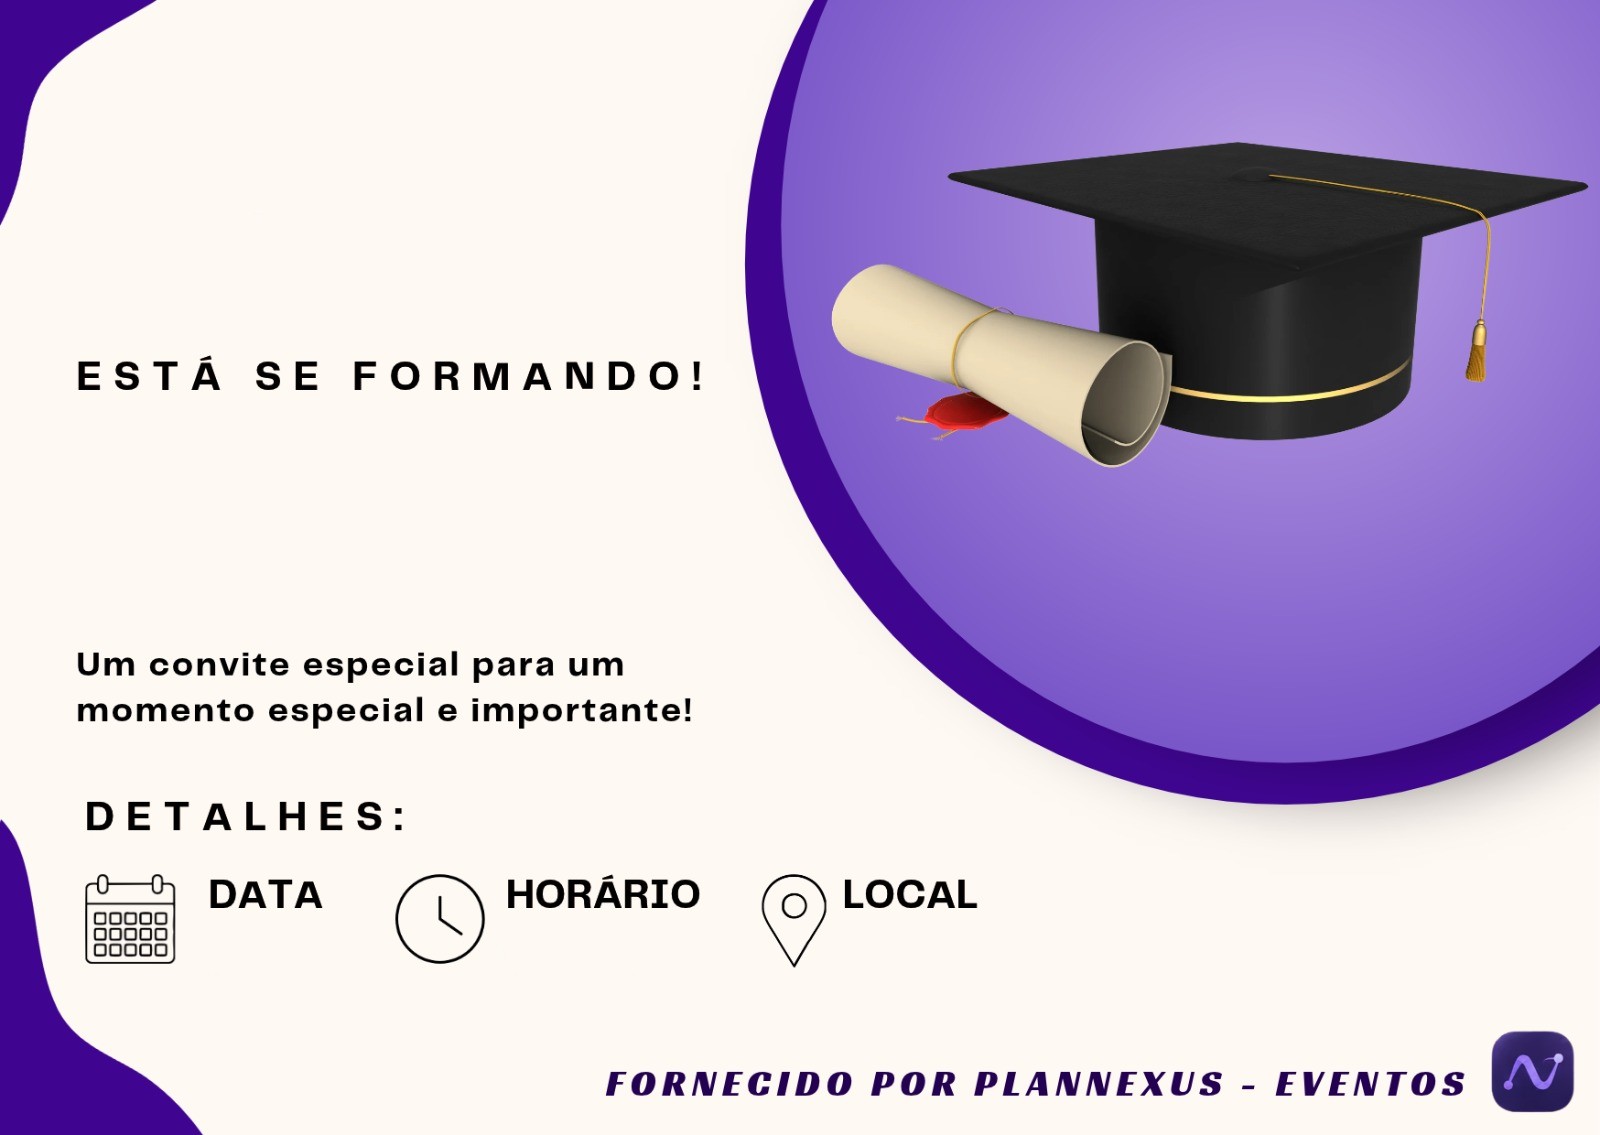 ESTÁ SE FORMANDO!
Um convite especial para um
momento especial e importante!
DETALHES:
DATA HORÁRIO LOCAL
FORNECIDO POR PLANNEXUS - EVENTOS